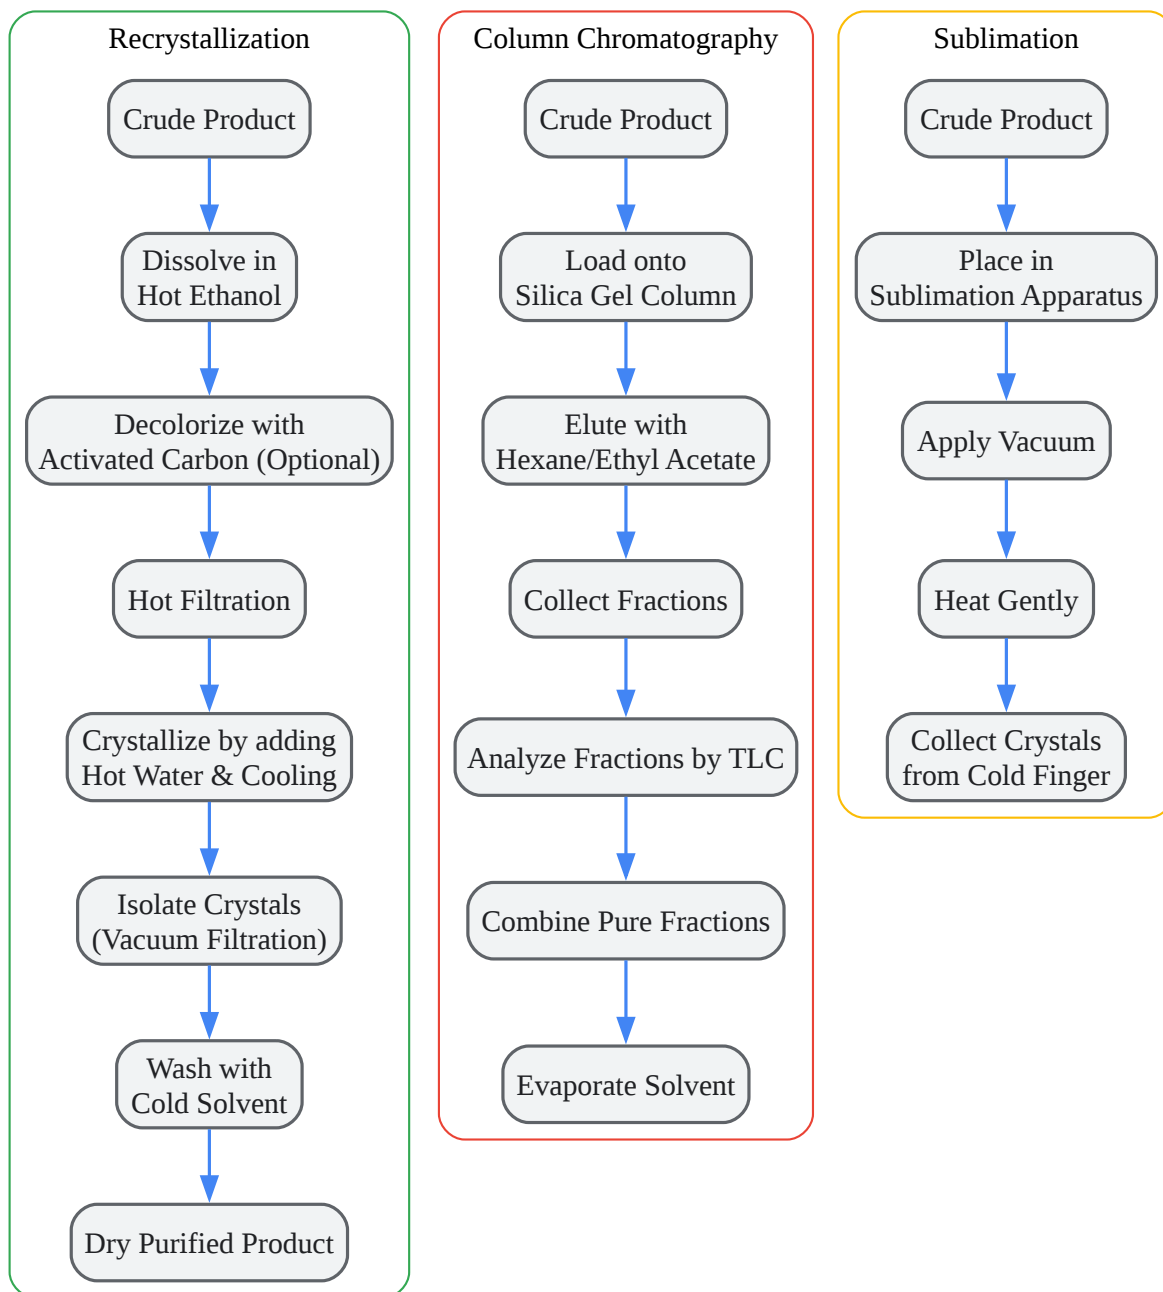 Recrystallization
Crude Product
Dissolve in
Hot Ethanol
Decolorize with
Activated Carbon (Optional)
Hot Filtration
Crystallize by adding
Hot Water & Cooling
Isolate Crystals
(Vacuum Filtration)
Wash with
Cold Solvent
Dry Purified Product
Column Chromatography
Crude Product
Load onto
Silica Gel Column
Elute with
Hexane/Ethyl Acetate
Collect Fractions
Analyze Fractions by TLC
Combine Pure Fractions
Evaporate Solvent
Sublimation
Crude Product
Place in
Sublimation Apparatus
Apply Vacuum
Heat Gently
Collect Crystals
from Cold Finger